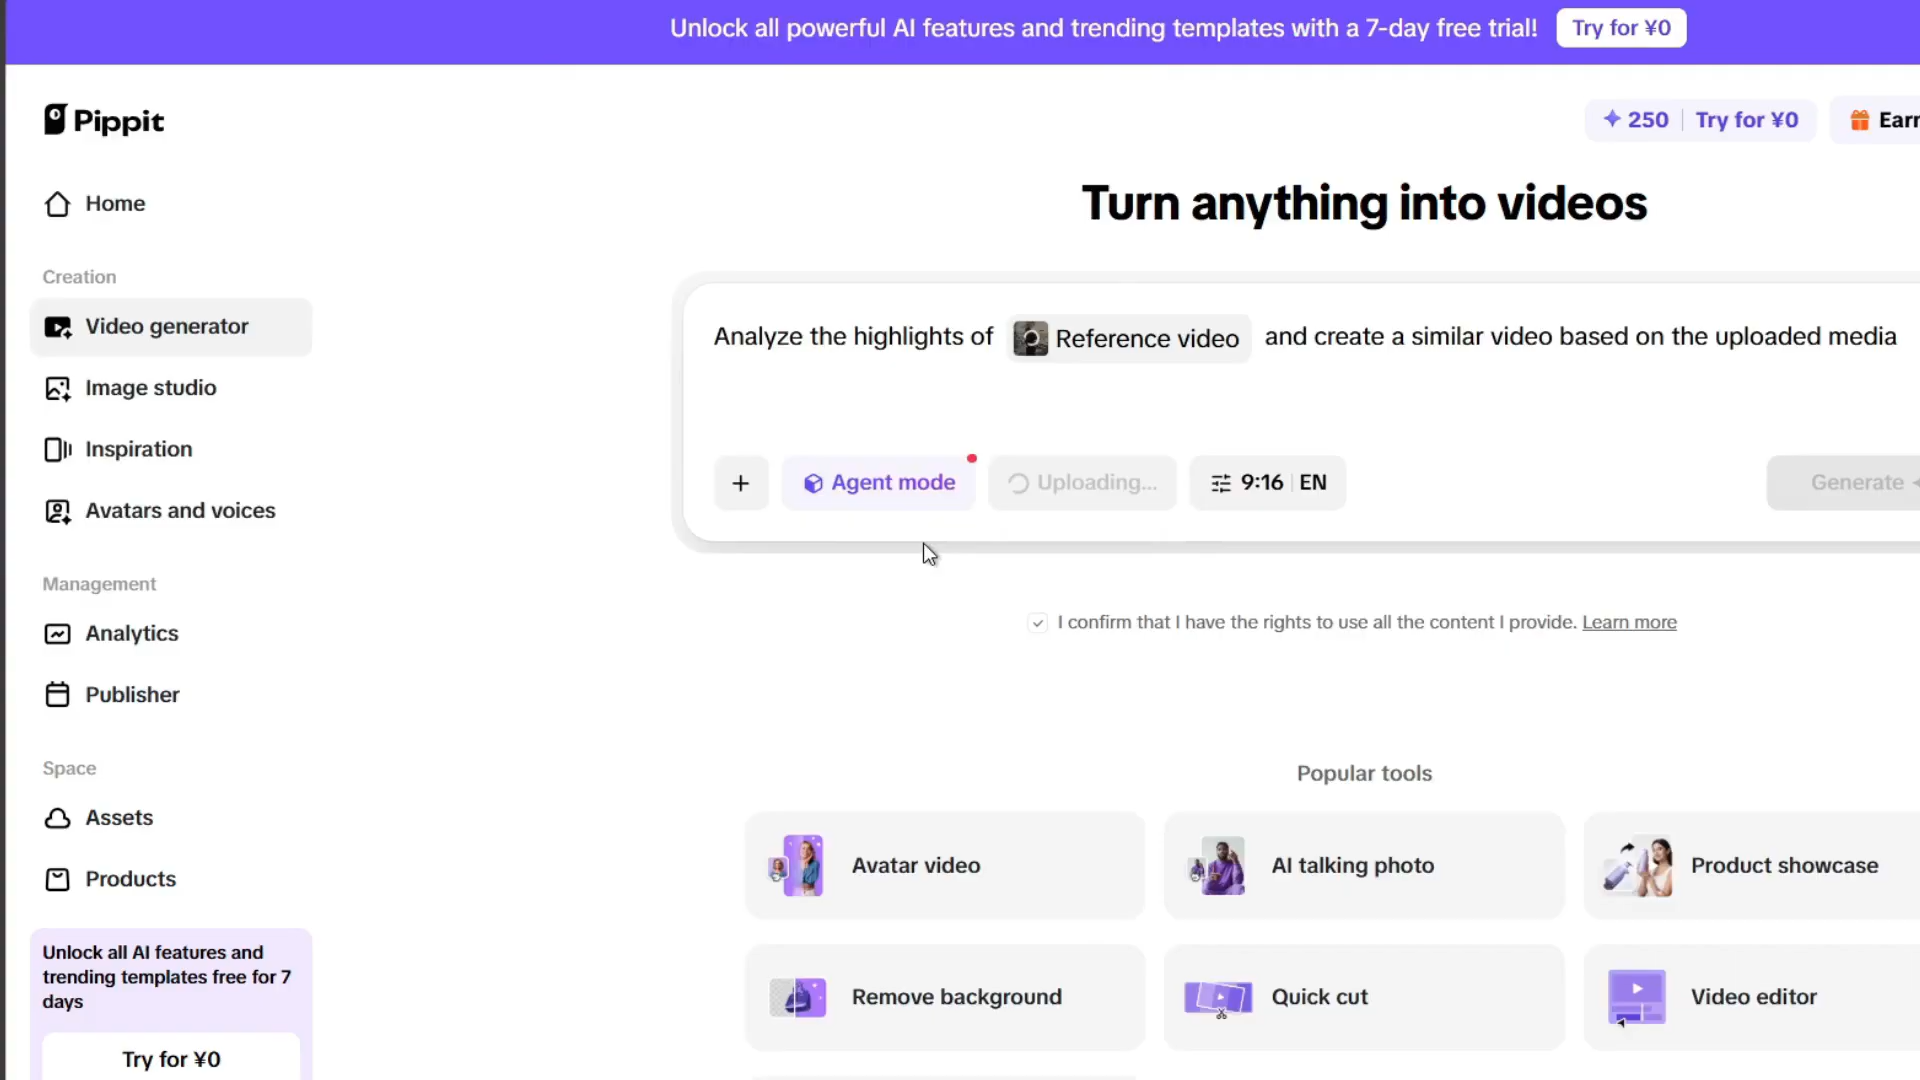 Unlock all powerful AI features and trending templates with a 7-day free trial! Try for ¥0
Pippit
250 Try for ¥0
Home
Turn anything into videos
Creation
Video generator
Analyze the highlights of Reference video and create a similar video based on the uploaded media
Image studio
Inspiration
Agent mode Uploading... 9:16 EN Generate
Avatars and voices
Management
I confirm that I have the rights to use all the content I provide. Learn more
Analytics
Publisher
Space
Popular tools
Assets
Avatar video AI talking photo Product showcase
Products
Unlock all AI features and
trending templates free for 7
days
Remove background Quick cut Video editor
Try for ¥0